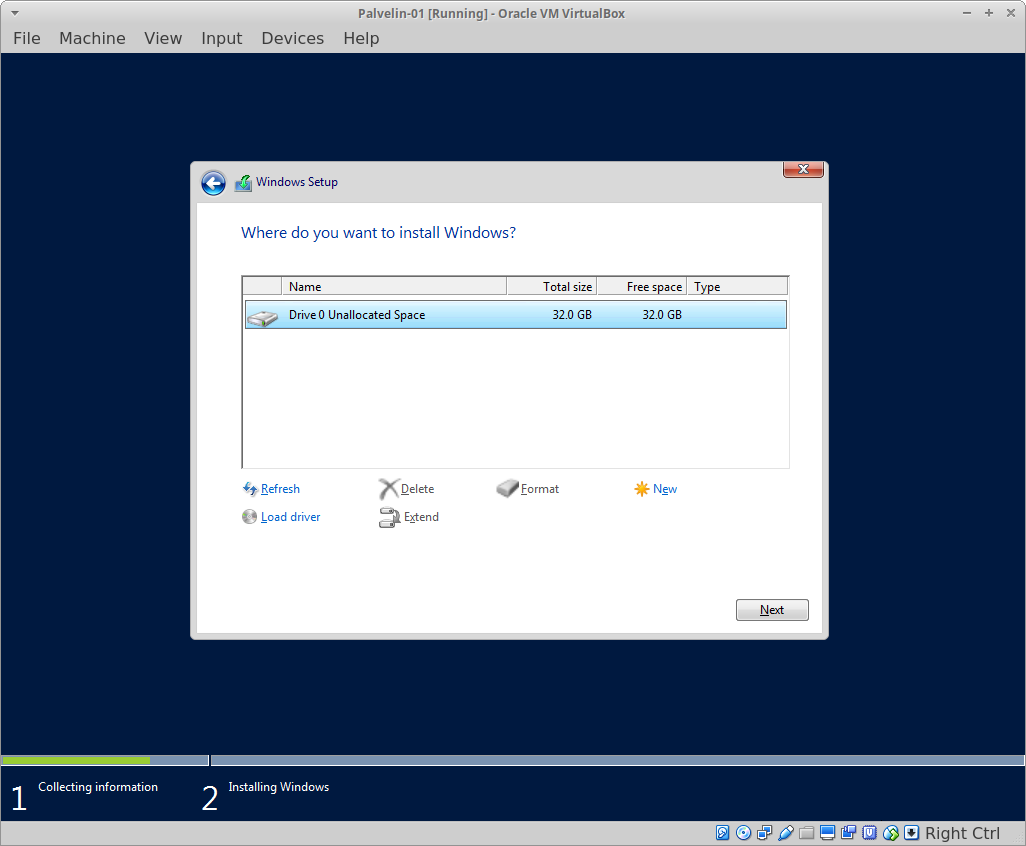 Palvelin-01 [Running] - Oracle VM VirtualBox
File Machine View Input Devices Help
Windows Setup
Where do you want to install Windows?
Name Total size Free space Type
Drive 0 Unallocated Space 32.0 GB 32.0 GB
Refresh Delete Format New
Load driver Extend
Next
1 Collecting information 2 Installing Windows
Right Ctrl